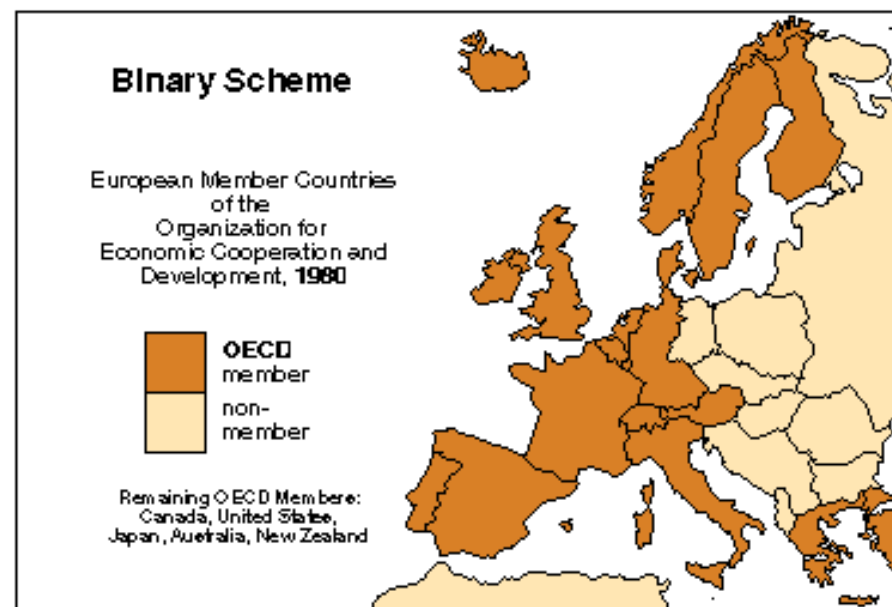 Binary Scheme
European Member Countries
of the
Organization for
Economic Cooperation and
Development, 1980
OECD
member
non-
member
Remaining OECD Members:
Canada, United States,
Japan, Australia, New Zealand